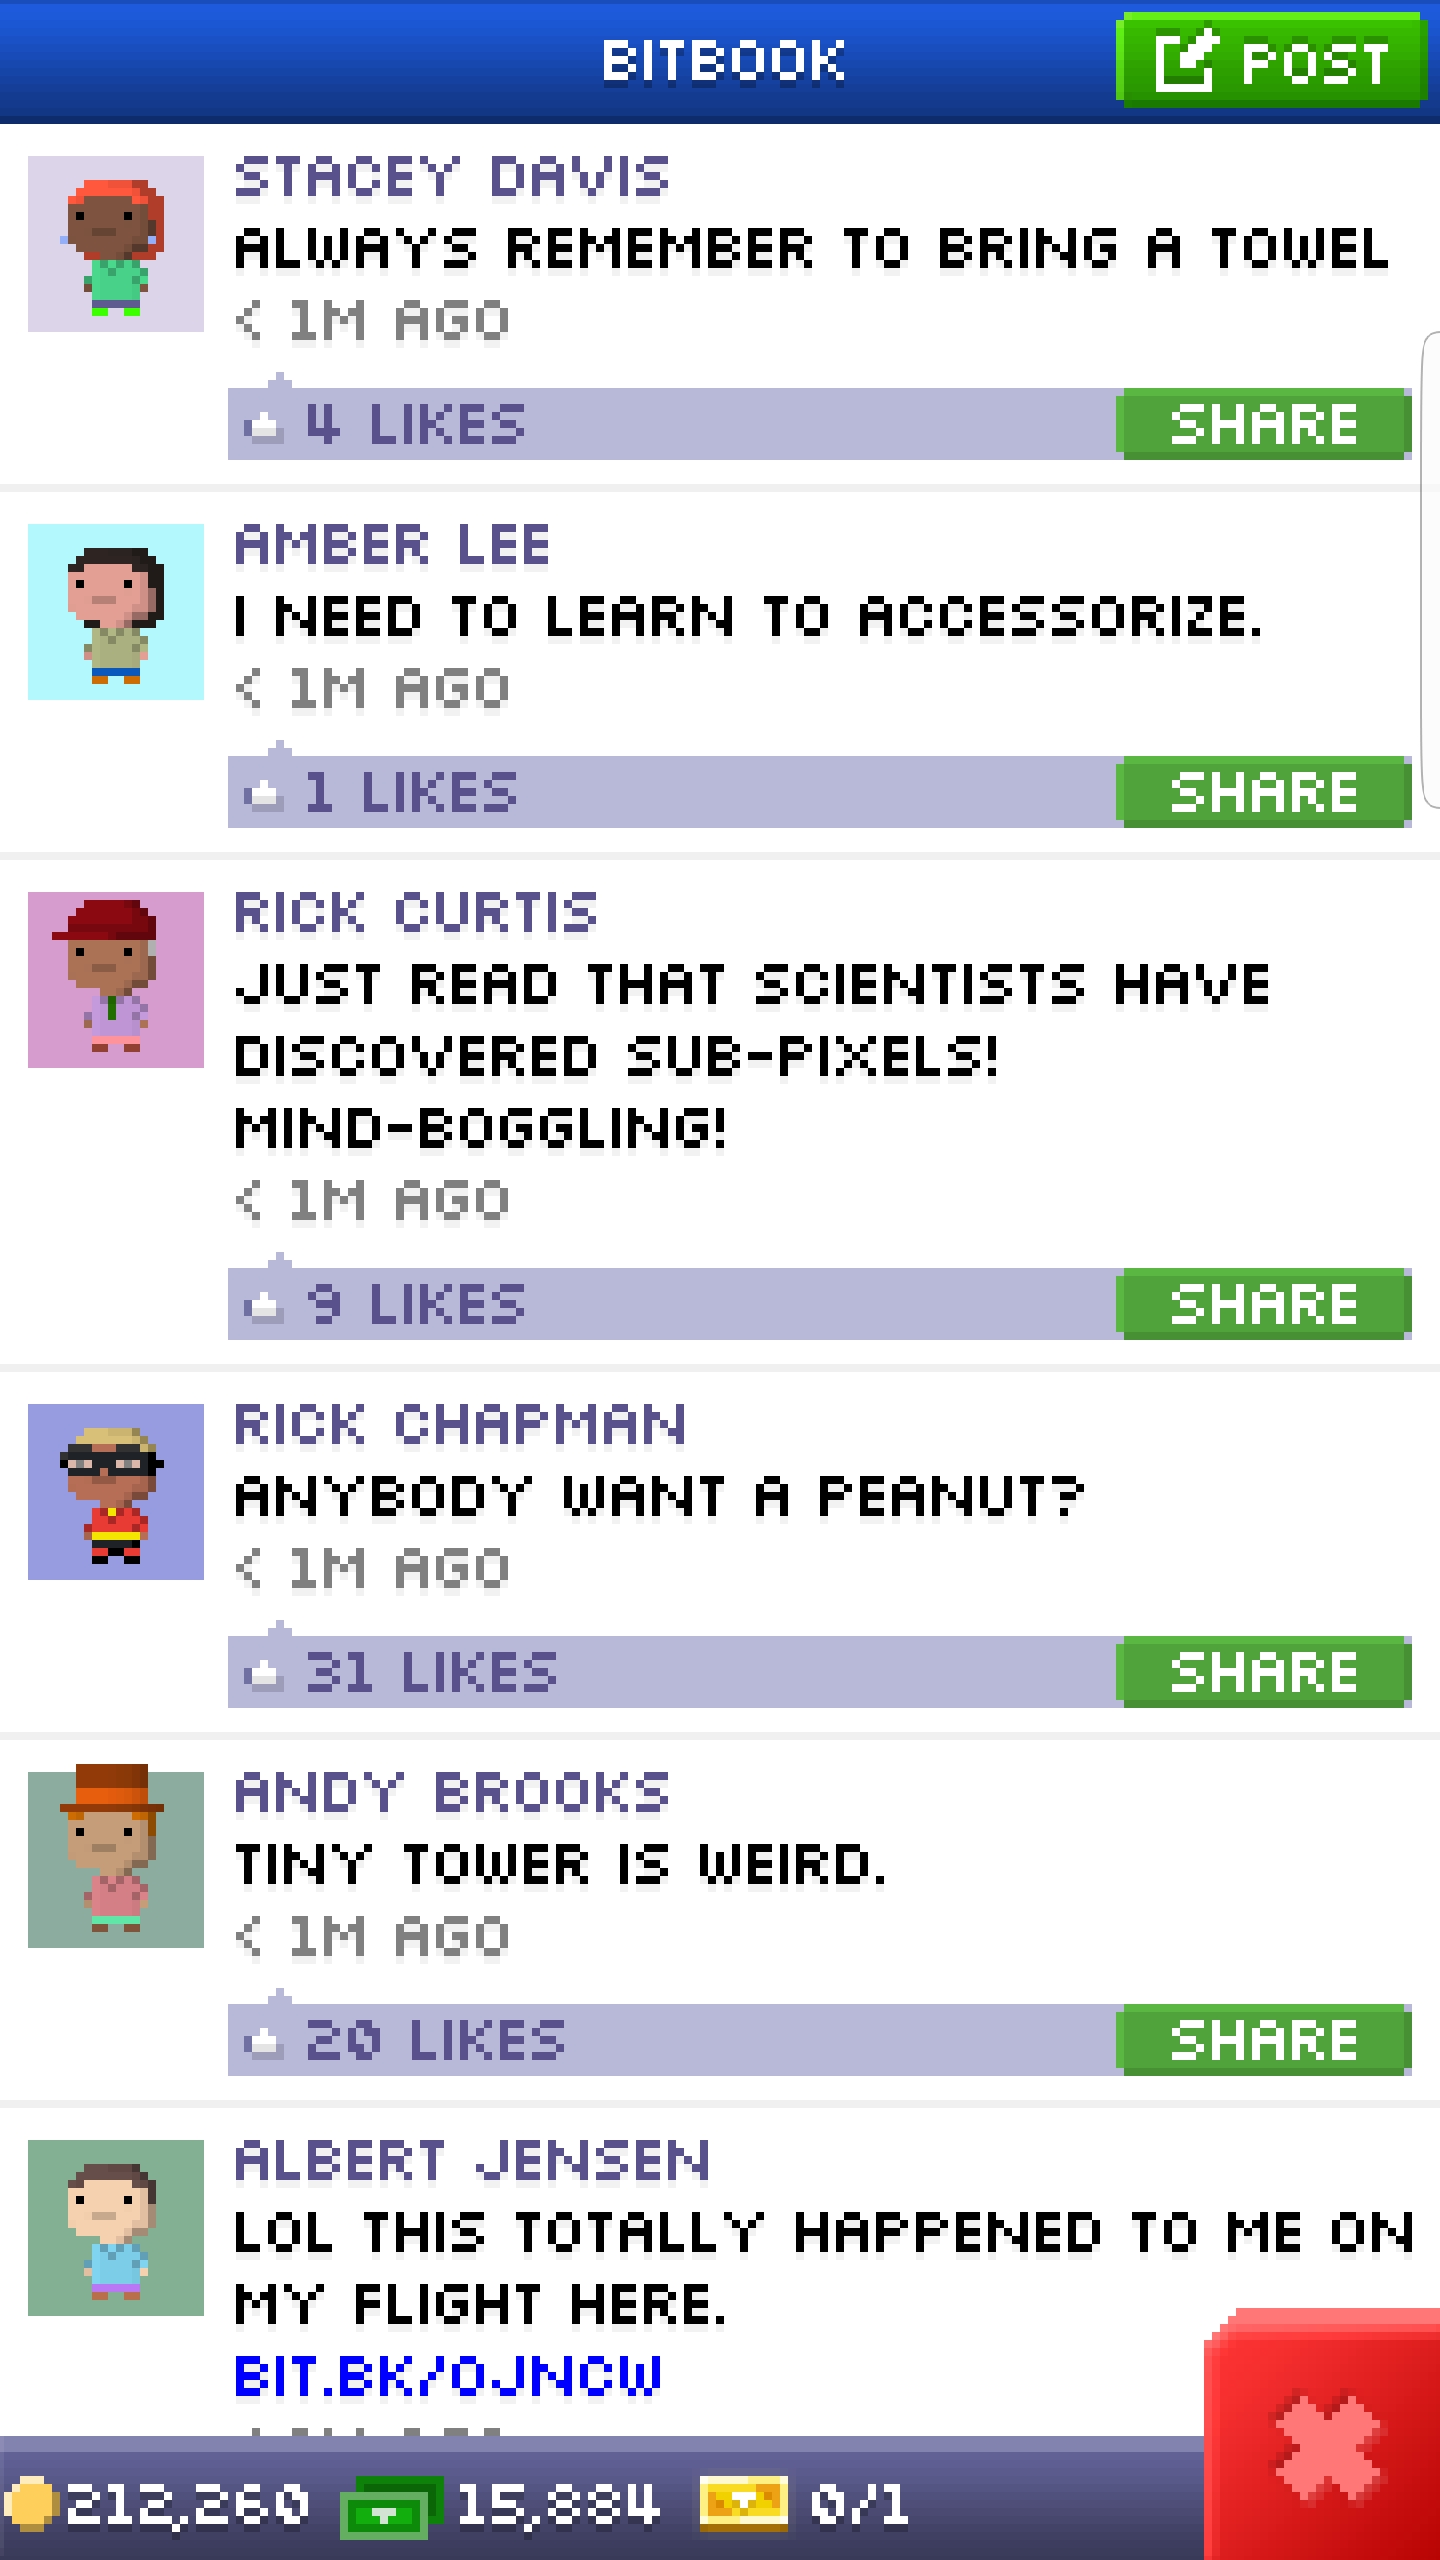 BITBOOK
POST
STACEY DAVIS
ALWAYS REMEMBER TO BRING A TOWEL
< 1M AGO
4 LIKES
SHARE
AMBER LEE
I NEED TO LEARN TO ACCESSORIZE.
< 1M AGO
1 LIKES
SHARE
RICK CURTIS
JUST READ THAT SCIENTISTS HAVE
DISCOVERED SUB-PIXELS!
MIND-BOGGLING!
< 1M AGO
9 LIKES
SHARE
RICK CHAPMAN
ANYBODY WANT A PEANUT?
< 1M AGO
31 LIKES
SHARE
ANDY BROOKS
TINY TOWER IS WEIRD.
< 1M AGO
20 LIKES
SHARE
ALBERT JENSEN
LOL THIS TOTALLY HAPPENED TO ME ON
MY FLIGHT HERE.
BIT.BK/OJNCW
212,260
15,884
0/1